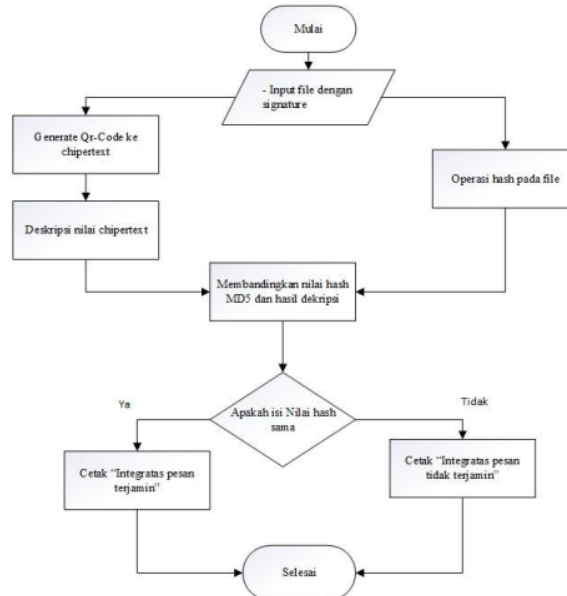 Mulai
- Input file dengan
signature
Generate Qr-Code ke
chipertext
Operasi hash pada file
Deskripsi nilai chipertext
Membandingkan nilai hash
MD5 dan hasil dekripsi
Apakah isi Nilai hash
sama
Ya
Tidak
Cetak “Integratas pesan
terjamin”
Cetak “Integratas pesan
tidak terjamin”
Selesai